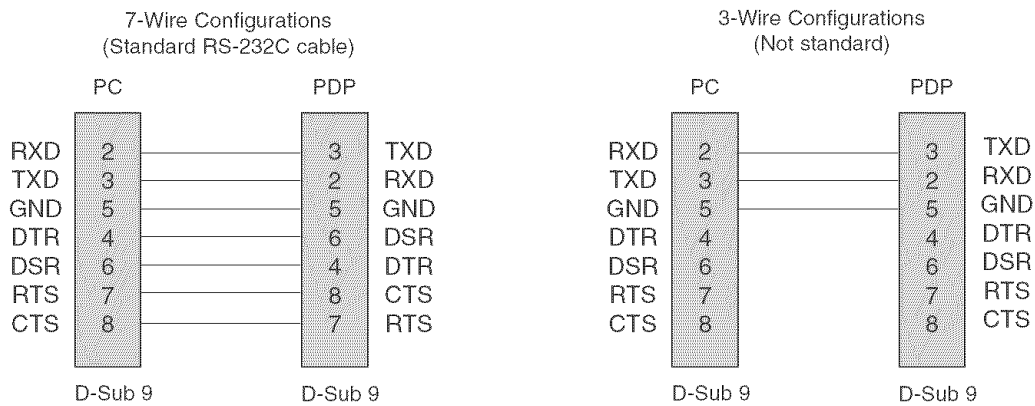 7-Wire Configurations
(Standard RS-232C cable)
PC PDP
RXD 2 3 TXD
TXD 3 2 RXD
GND 5 5 GND
DTR 4 6 DSR
DSR 6 4 DTR
RTS 7 8 CTS
CTS 8 7 RTS
D-Sub 9 D-Sub 9
3-Wire Configurations
(Not standard)
PC PDP
RXD 2 3 TXD
TXD 3 2 RXD
GND 5 5 GND
DTR 4 4 DTR
DSR 6 6 DSR
RTS 7 7 RTS
CTS 8 8 CTS
D-Sub 9 D-Sub 9